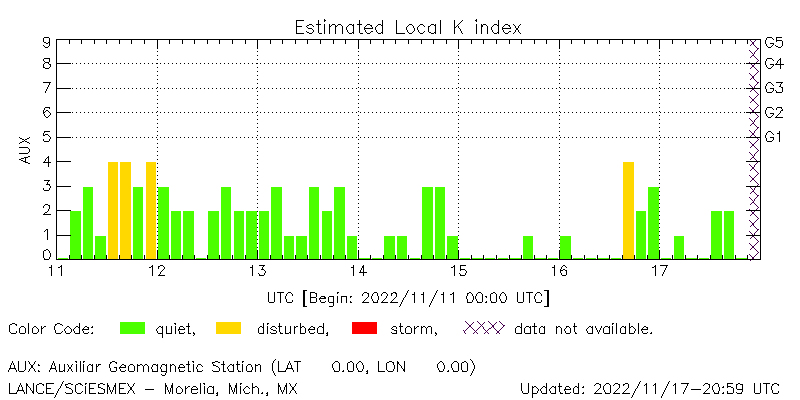 Estimated Local K index
9
8
7
6
5
4
3
2
1
0
AUX
G5
G4
G3
G2
G1
11 12 13 14 15 16 17
UTC [Begin: 2022/11/11 00:00 UTC]
Color Code: quiet, disturbed, storm, data not available.
AUX: Auxiliar Geomagnetic Station (LAT 0.00, LON 0.00)
LANCE/SCiESMEX – Morelia, Mich., MX Updated: 2022/11/17–20:59 UTC